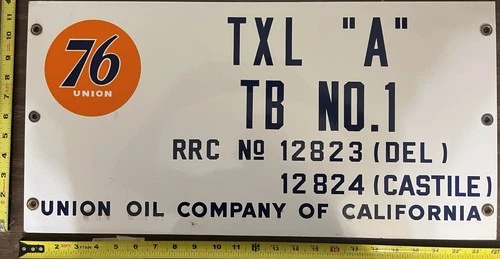 76
UNION
TXL "A"
TB NO.1
RRC Nº 12823 (DEL)
12824 (CASTILE)
UNION OIL COMPANY OF CALIFORNIA